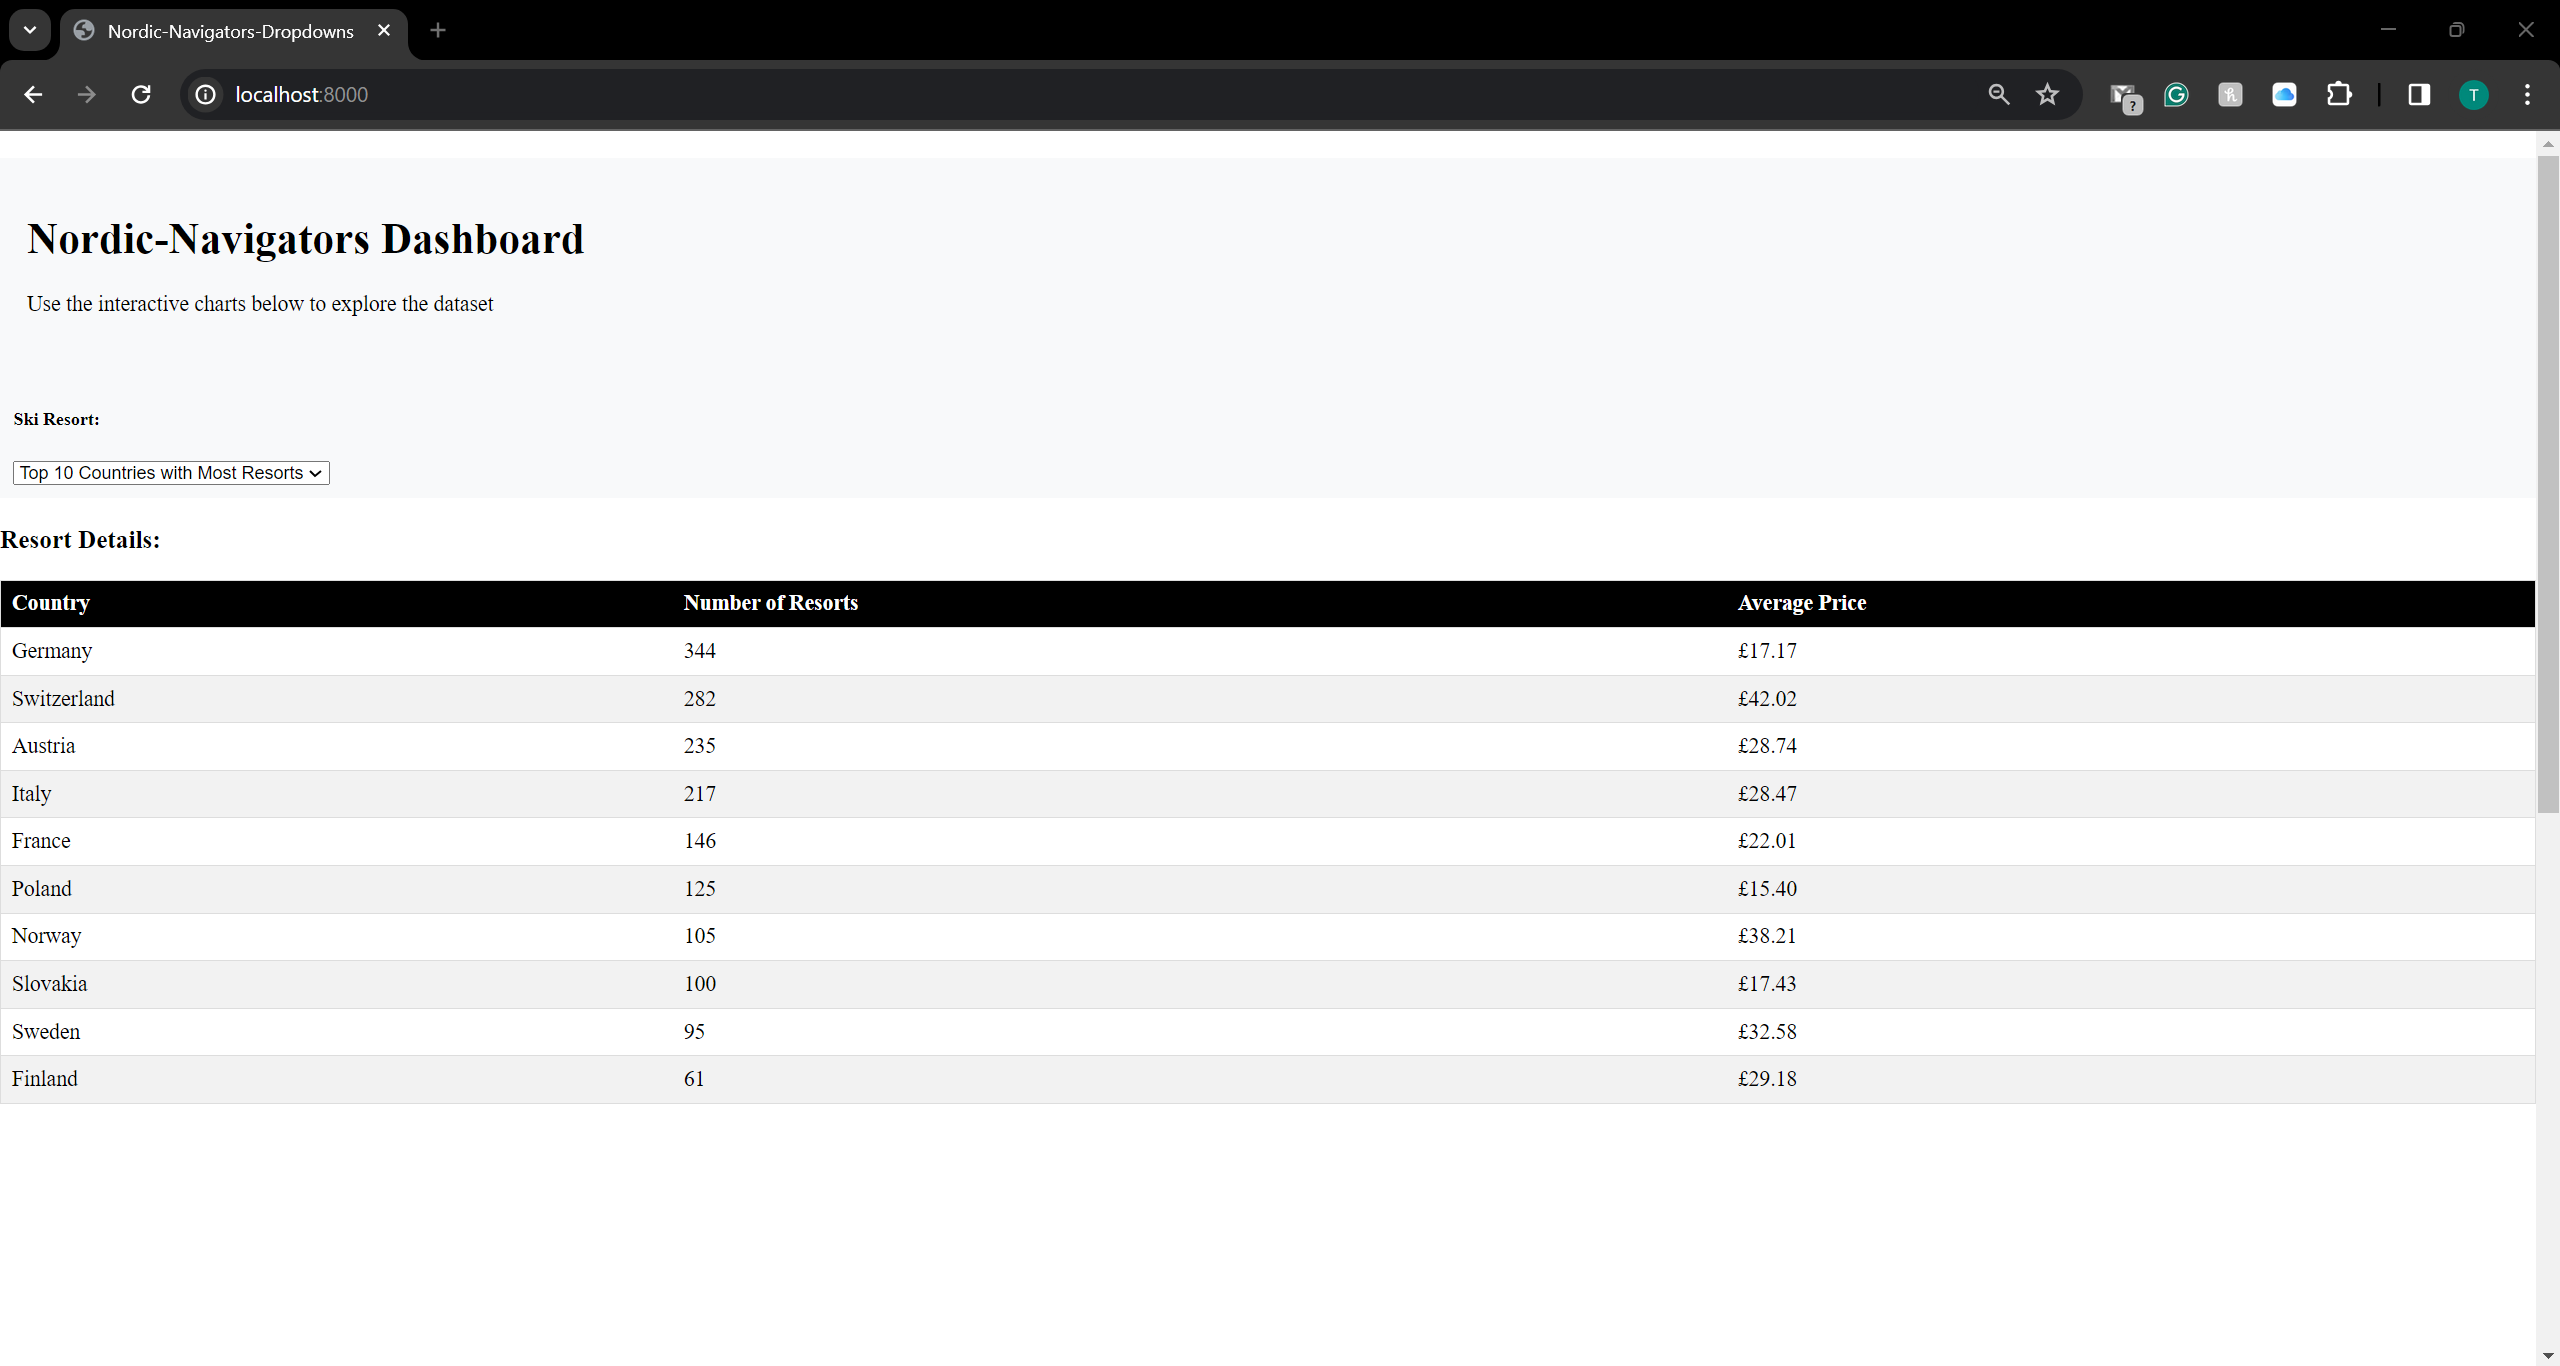 Nordic-Navigators-Dropdowns
localhost:8000
?
G
h
T
Nordic-Navigators Dashboard
Use the interactive charts below to explore the dataset
Ski Resort:
Top 10 Countries with Most Resorts
Resort Details:
Country Number of Resorts Average Price
Germany 344 £17.17
Switzerland 282 £42.02
Austria 235 £28.74
Italy 217 £28.47
France 146 £22.01
Poland 125 £15.40
Norway 105 £38.21
Slovakia 100 £17.43
Sweden 95 £32.58
Finland 61 £29.18